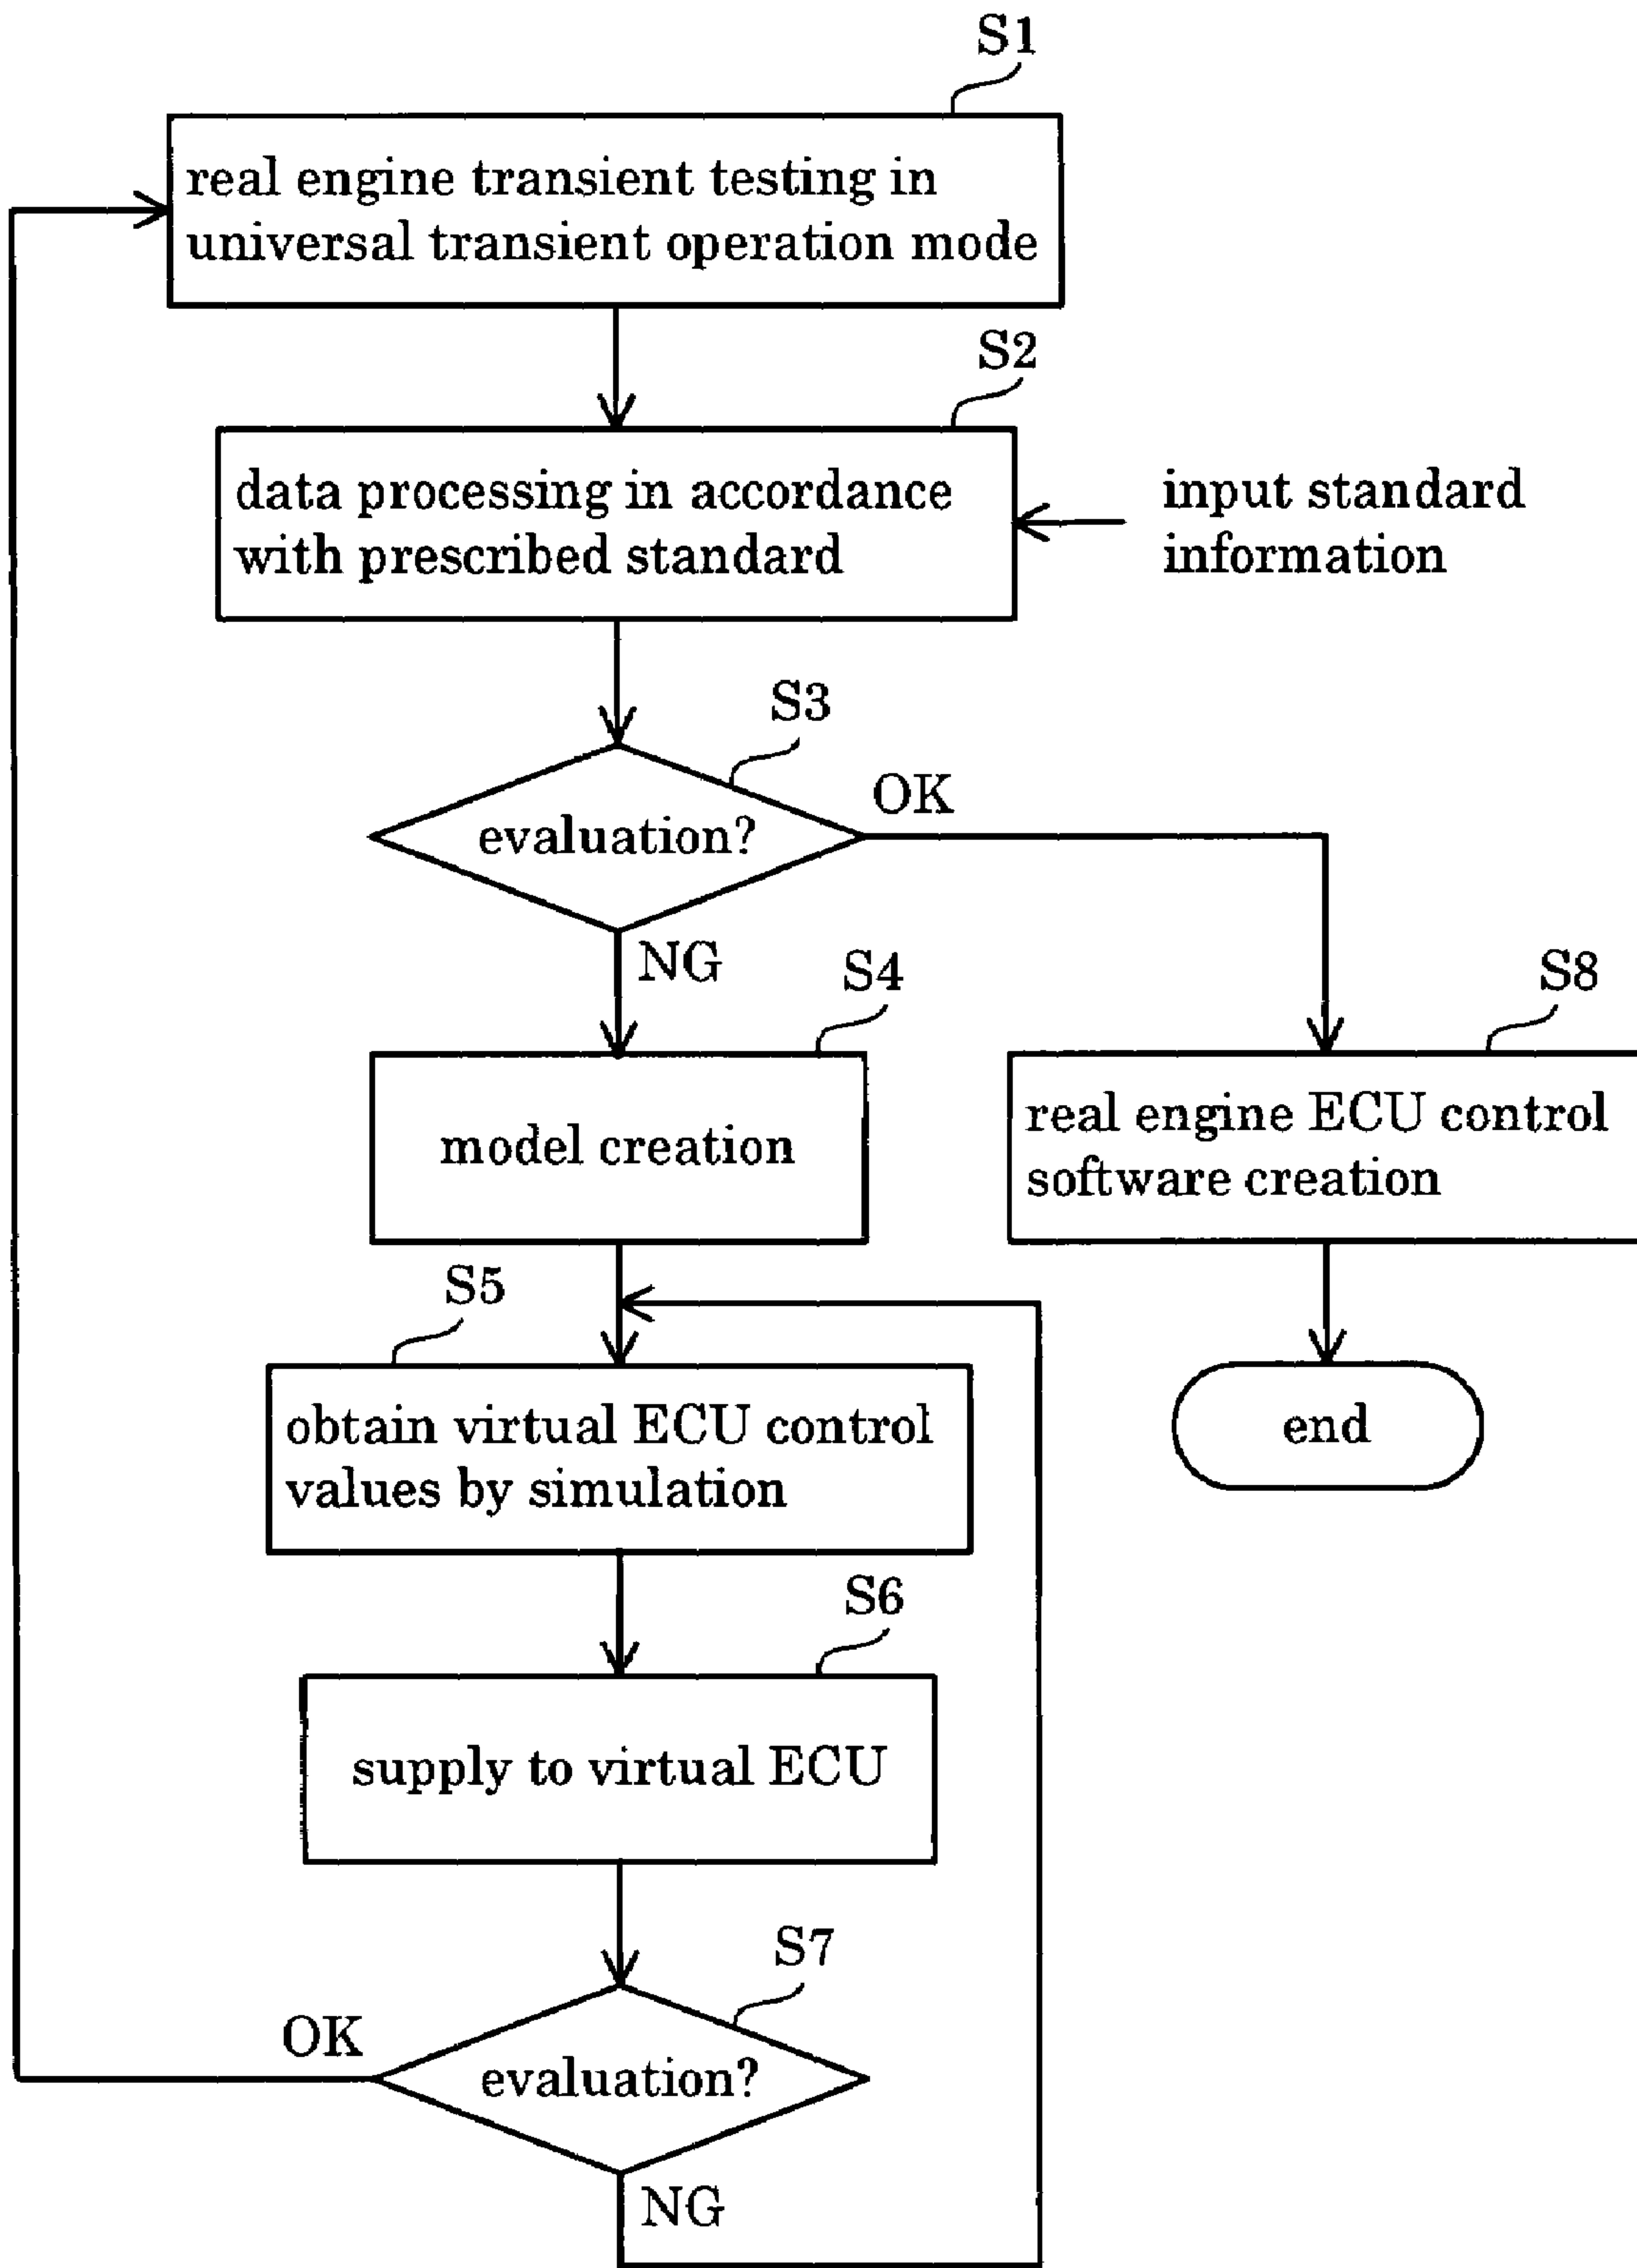 S1
real engine transient testing in
universal transient operation mode
S2
data processing in accordance
with prescribed standard
input standard
information
S3
evaluation?
OK
NG
S4
model creation
S8
real engine ECU control
software creation
S5
obtain virtual ECU control
values by simulation
end
S6
supply to virtual ECU
S7
evaluation?
OK
NG